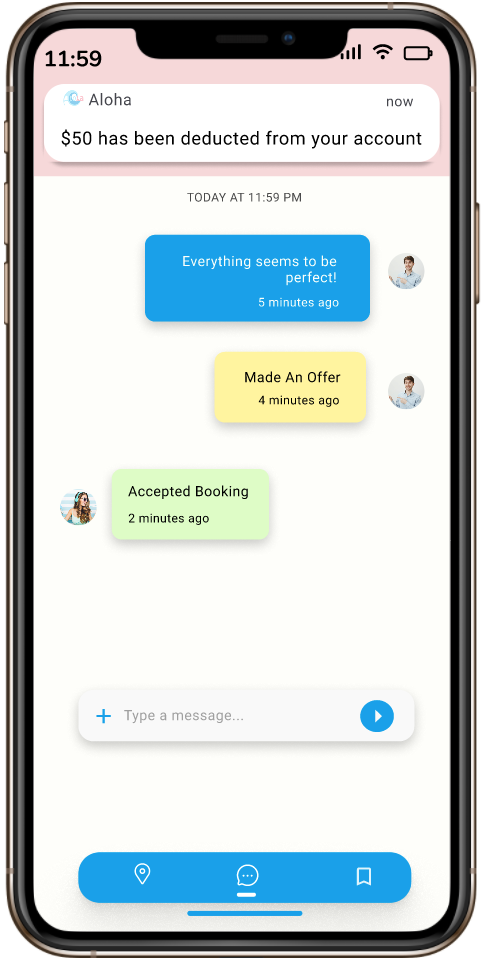 11:59
Aloha
now
$50 has been deducted from your account
TODAY AT 11:59 PM
Everything seems to be
perfect!
5 minutes ago
Made An Offer
4 minutes ago
Accepted Booking
2 minutes ago
Type a message...